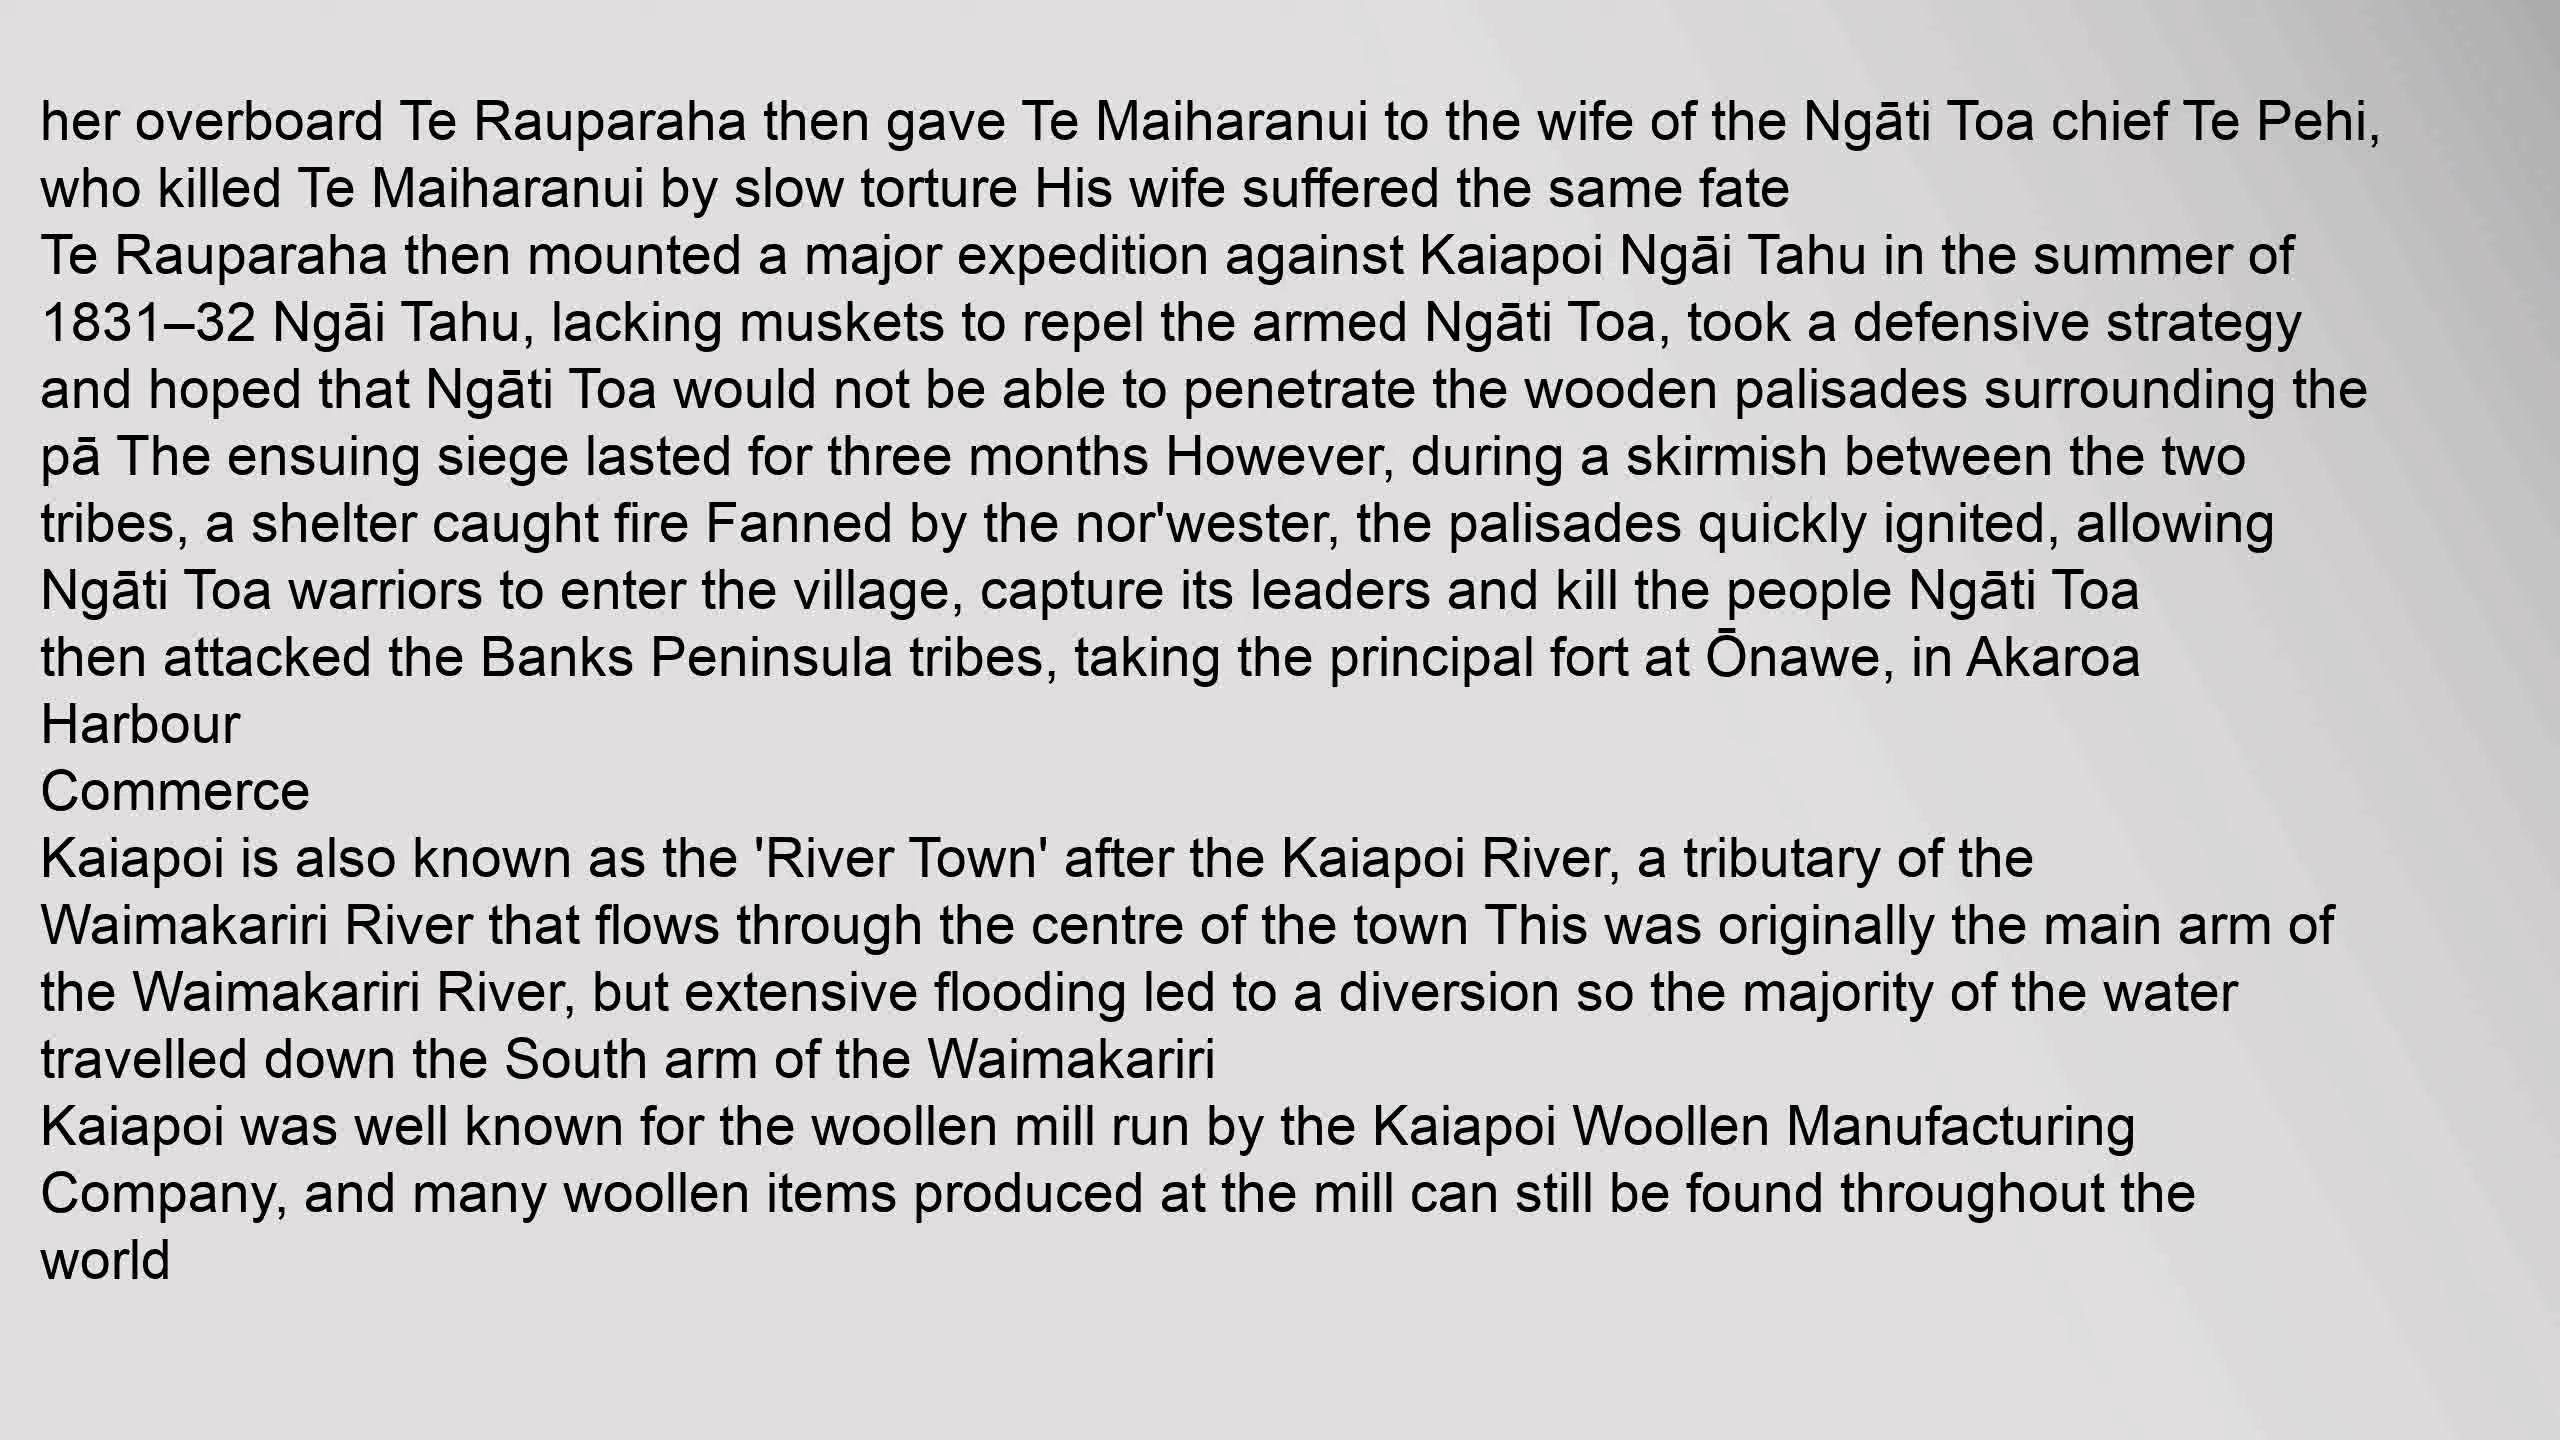 her overboard Te Rauparaha then gave Te Maiharanui to the wife of the Ngāti Toa chief Te Pehi,
who killed Te Maiharanui by slow torture His wife suffered the same fate
Te Rauparaha then mounted a major expedition against Kaiapoi Ngāi Tahu in the summer of
1831–32 Ngāi Tahu, lacking muskets to repel the armed Ngāti Toa, took a defensive strategy
and hoped that Ngāti Toa would not be able to penetrate the wooden palisades surrounding the
pā The ensuing siege lasted for three months However, during a skirmish between the two
tribes, a shelter caught fire Fanned by the nor'wester, the palisades quickly ignited, allowing
Ngāti Toa warriors to enter the village, capture its leaders and kill the people Ngāti Toa
then attacked the Banks Peninsula tribes, taking the principal fort at Ōnawe, in Akaroa
Harbour
Commerce
Kaiapoi is also known as the 'River Town' after the Kaiapoi River, a tributary of the
Waimakariri River that flows through the centre of the town This was originally the main arm of
the Waimakariri River, but extensive flooding led to a diversion so the majority of the water
travelled down the South arm of the Waimakariri
Kaiapoi was well known for the woollen mill run by the Kaiapoi Woollen Manufacturing
Company, and many woollen items produced at the mill can still be found throughout the
world